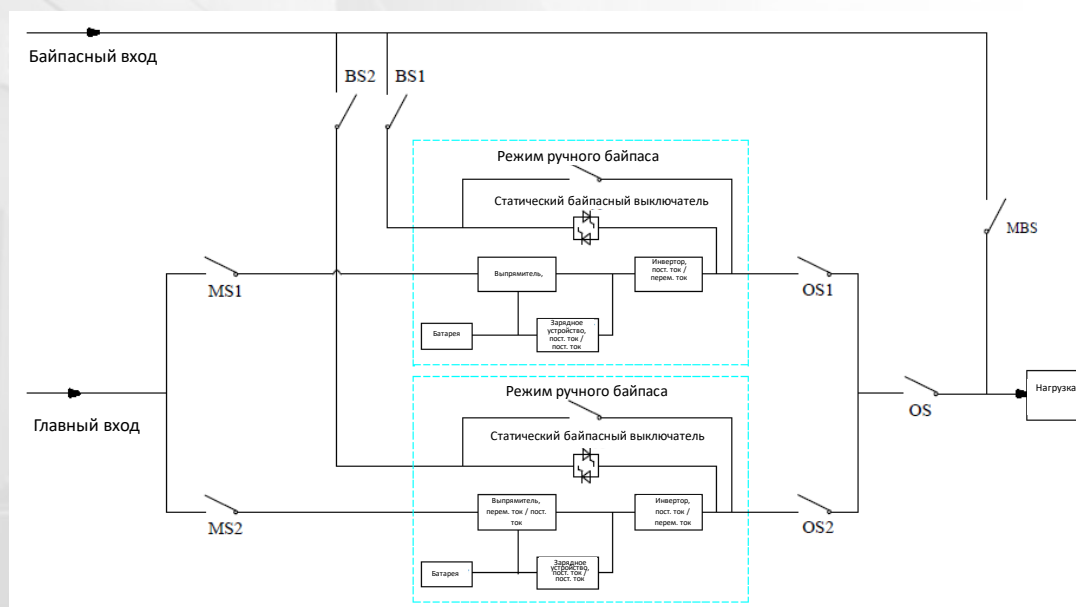 Байпасный вход
BS2
BS1
Режим ручного байпаса
Статический байпасный выключатель
MBS
MS1
Выпрямитель,
Инвертор,
пост. ток /
перем. ток
OS1
Батарея
Зарядное
устройство,
пост. ток /
пост. ток
Главный вход
Режим ручного байпаса
Нагрузка
OS
Статический байпасный выключатель
MS2
Выпрямитель,
перем. ток / пост.
ток
Инвертор,
пост. ток /
перем. ток
OS2
Батарея
Зарядное
устройство,
пост. ток /
пост. ток